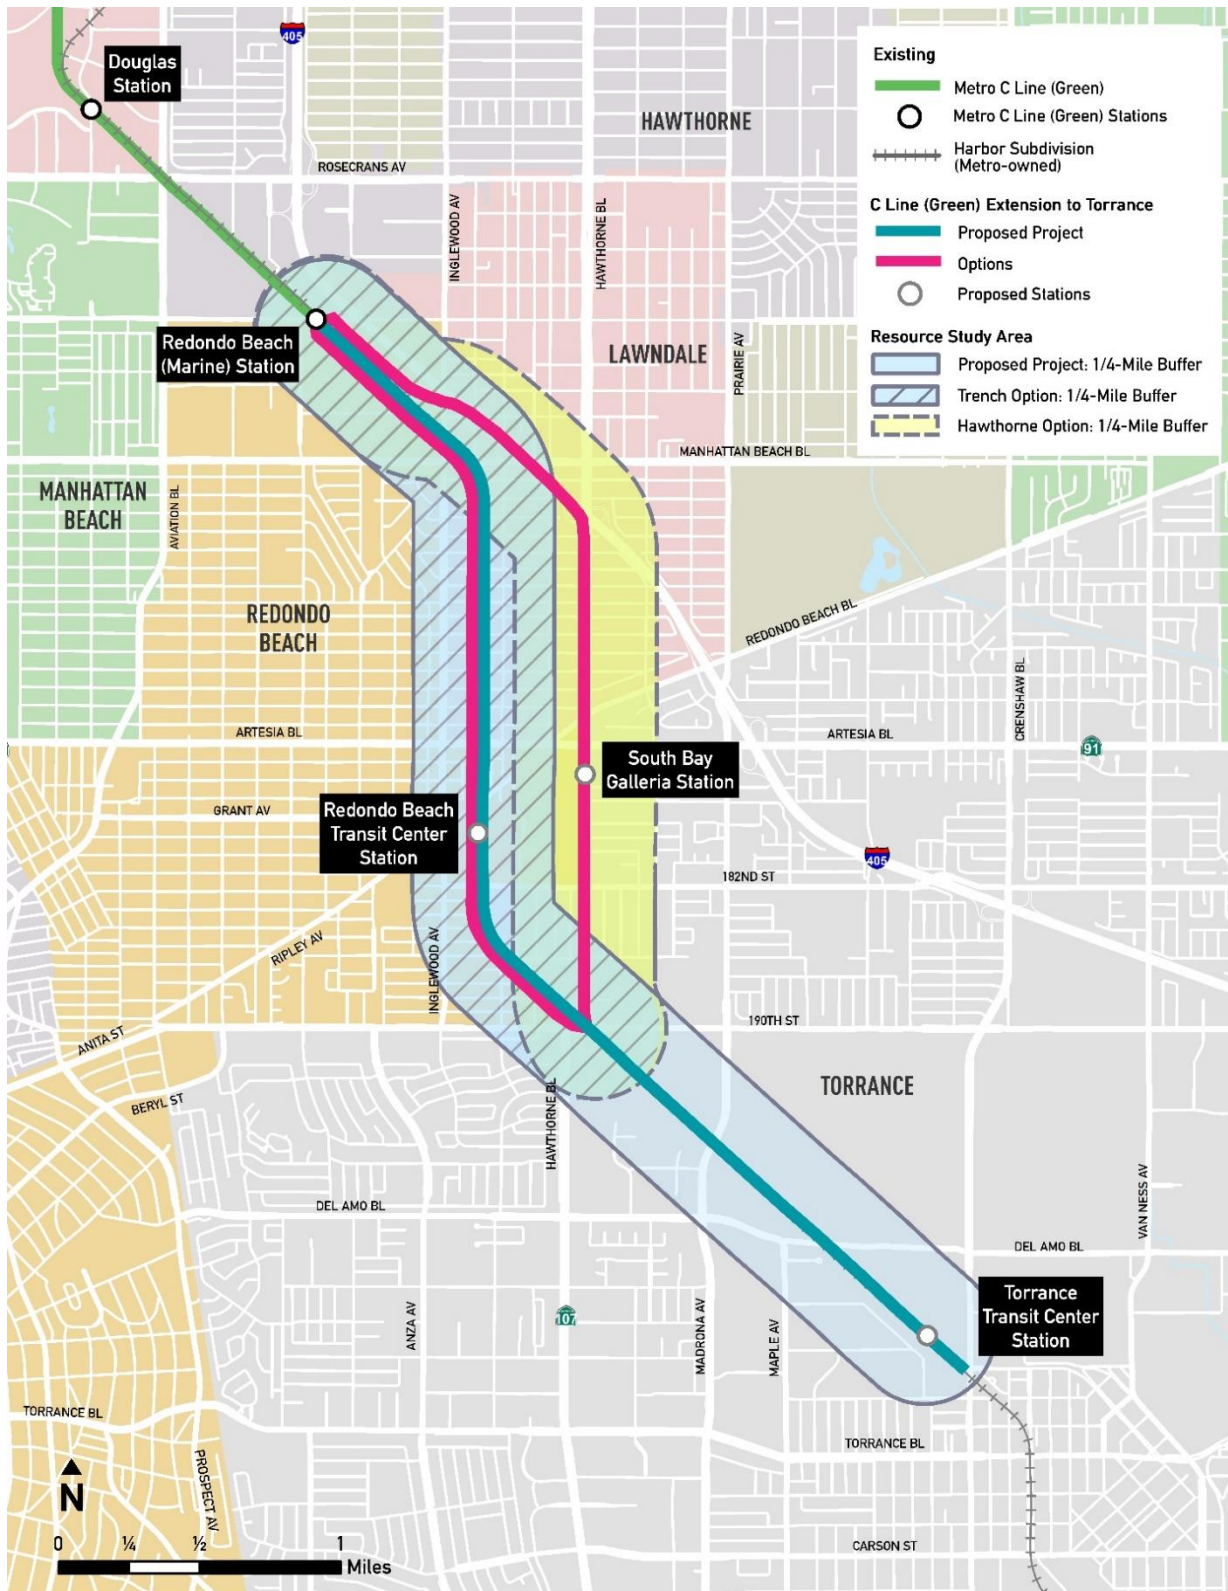 405
Douglas
Station
HAWTHORNE
ROSECRANS AV
INGLEWOOD AV
HAWTHORNE BL
Existing
Metro C Line (Green)
Metro C Line (Green) Stations
Harbor Subdivision
(Metro-owned)
C Line (Green) Extension to Torrance
Proposed Project
Options
Proposed Stations
Resource Study Area
Proposed Project: 1/4-Mile Buffer
Trench Option: 1/4-Mile Buffer
Hawthorne Option: 1/4-Mile Buffer
Redondo Beach
(Marine) Station
LAWNDALE
PRAIRIE AV
MANHATTAN BEACH BL
MANHATTAN
BEACH
AVIATION BL
REDONDO
BEACH
REDONDO BEACH BL
CRENSHAW BL
ARTESIA BL
ARTESIA BL
91
South Bay
Galleria Station
GRANT AV
Redondo Beach
Transit Center
Station
405
182ND ST
RIPLEY AV
INGLEWOOD AV
190TH ST
ANITA ST
BERYL ST
HAWTHORNE BL
TORRANCE
DEL AMO BL
VAN NESS AV
DEL AMO BL
Torrance
Transit Center
Station
107
ANZA AV
MADRONA AV
MAPLE AV
TORRANCE BL
TORRANCE BL
PROSPECT AV
N
0 ¼ ½ 1
Miles
CARSON ST